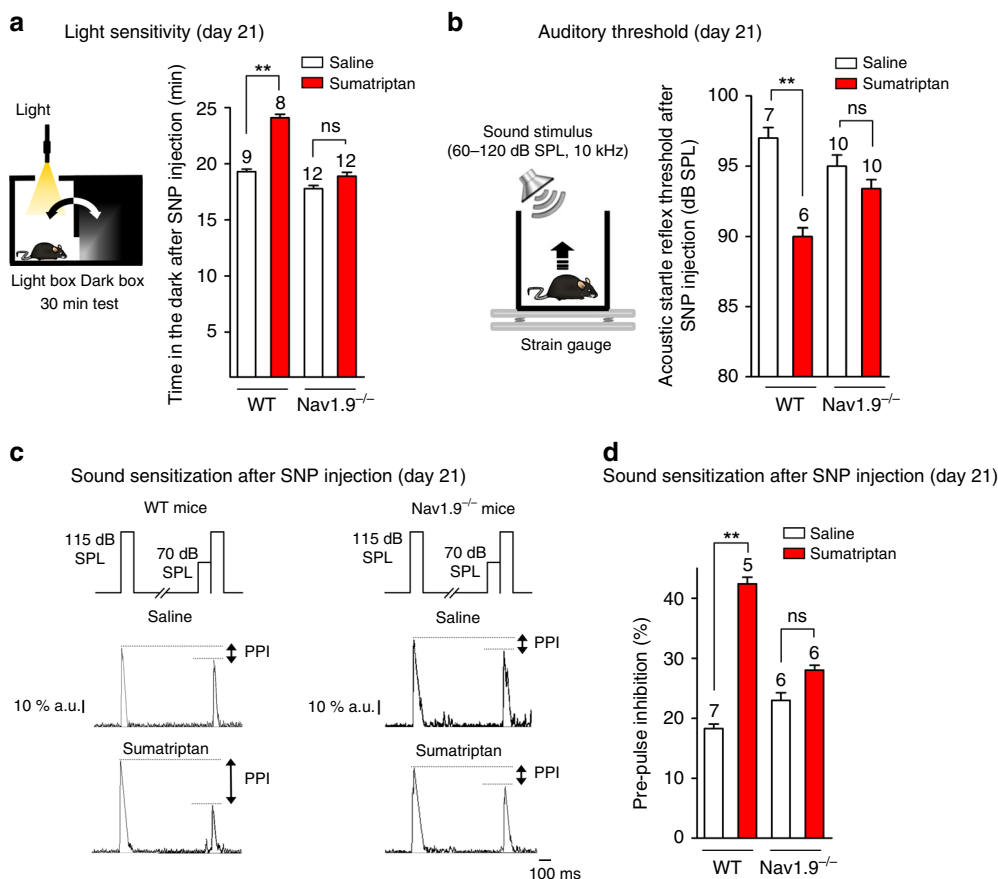 a
Light sensitivity (day 21)
Light
Light box Dark box
30 min test
Time in the dark after SNP injection (min)
25
20
15
10
5
Saline
Sumatriptan
**
ns
9
8
12
12
WT
Nav1.9–/–
b
Auditory threshold (day 21)
Sound stimulus
(60–120 dB SPL, 10 kHz)
Strain gauge
Acoustic startle reflex threshold after
SNP injection (dB SPL)
100
95
90
85
80
Saline
Sumatriptan
**
ns
7
6
10
10
WT
Nav1.9–/–
c
Sound sensitization after SNP injection (day 21)
WT mice
115 dB
SPL
70 dB
SPL
Saline
PPI
10 % a.u.
Sumatriptan
PPI
Nav1.9–/– mice
115 dB
SPL
70 dB
SPL
Saline
PPI
10 % a.u.
Sumatriptan
PPI
100 ms
d
Sound sensitization after SNP injection (day 21)
Saline
Sumatriptan
Pre-pulse inhibition (%)
40
30
20
10
0
**
ns
7
5
6
6
WT
Nav1.9–/–